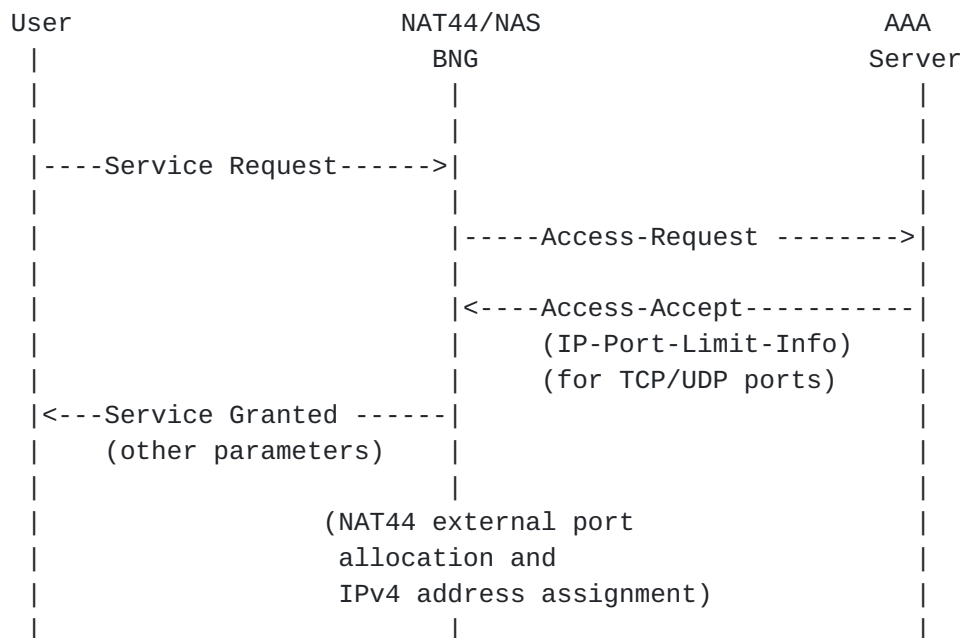 User                    NAT44/NAS                      AAA
 |                         BNG                        Server
 |                          |                             |
 |                          |                             |
 |----Service Request------>|                             |
 |                          |                             |
 |                          |-----Access-Request -------->|
 |                          |                             |
 |                          |<----Access-Accept-----------|
 |                          |     (IP-Port-Limit-Info)    |
 |                          |     (for TCP/UDP ports)     |
 |<---Service Granted ------|                             |
 |    (other parameters)    |                             |
 |                          |                             |
 |                  (NAT44 external port                  |
 |                   allocation and                       |
 |                   IPv4 address assignment)             |
 |                          |                             |